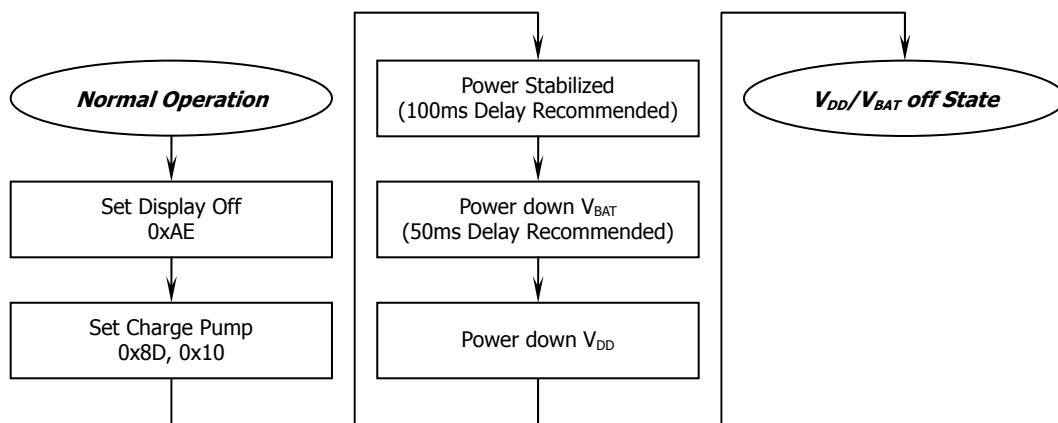 Normal Operation
Set Display Off
0xAE
Set Charge Pump
0x8D, 0x10
Power Stabilized
(100ms Delay Recommended)
Power down VBAT
(50ms Delay Recommended)
Power down VDD
VDD/VBAT off State